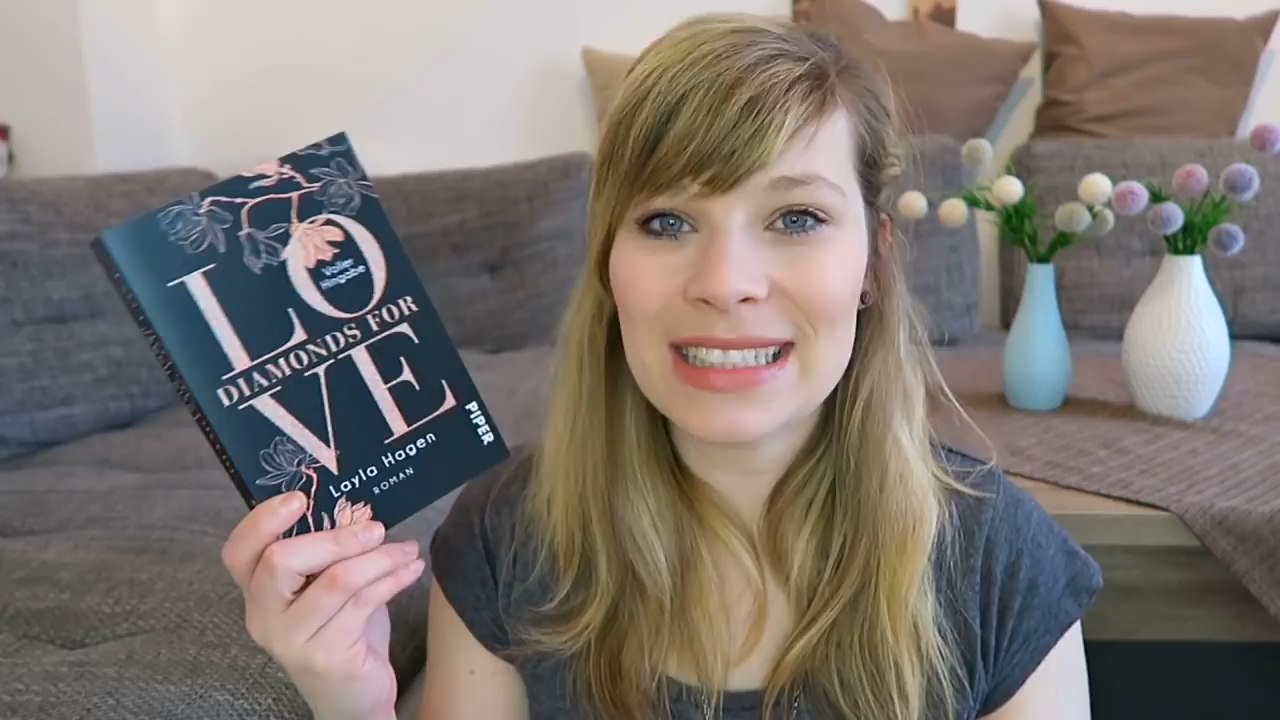 LO
Voller
Hingabe
DIAMONDS FOR
VE
PIPER
Layla Hagen
ROMAN